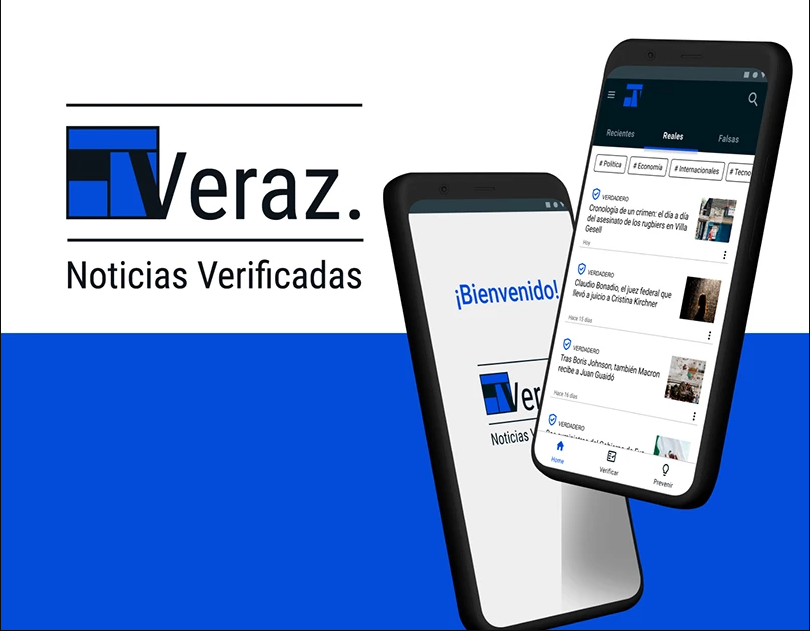 Veraz.
Noticias Verificadas
¡Bienvenido!
Ver
Noticias V
Recientes
Reales
Falsas
# Política
# Economía
# Internacionales
# Tecno
VERDADERO
Cronología de un crimen: el día a día
del asesinato de los rugbiers en Villa
Gesell
Hoy
VERDADERO
Claudio Bonadio, el juez federal que
llevó a juicio a Cristina Kirchner
Hace 15 días
VERDADERO
Tras Boris Johnson, también Macron
recibe a Juan Guaidó
Hace 16 días
VERDADERO
Home
Verificar
Prevenir